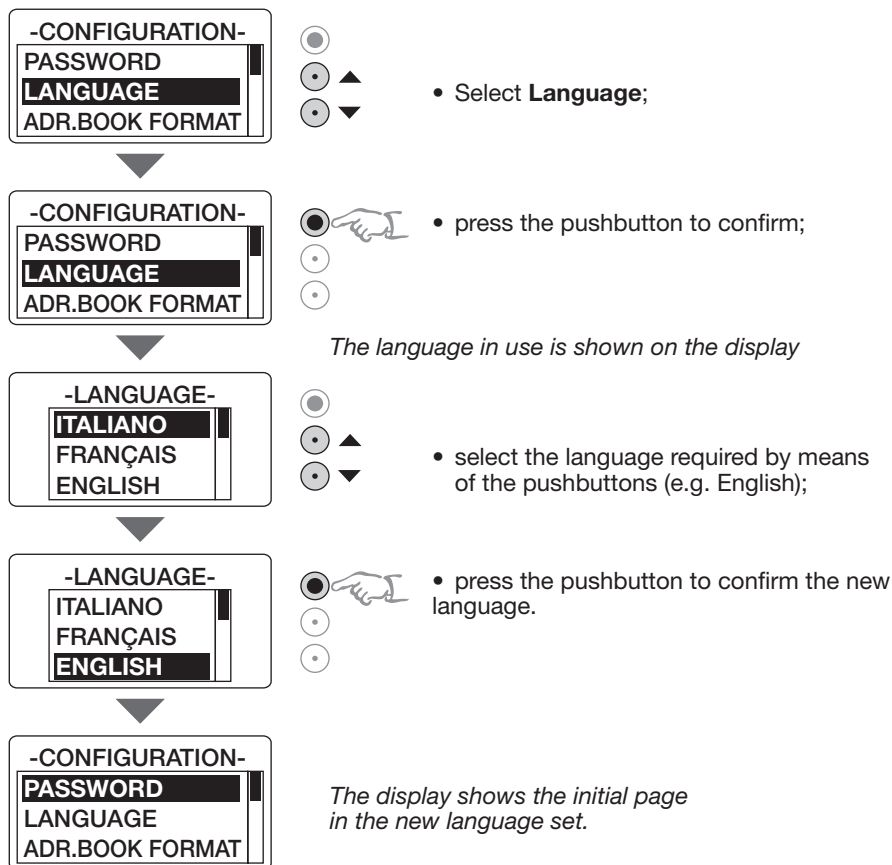 -CONFIGURATION-
PASSWORD
LANGUAGE
ADR.BOOK FORMAT
• Select Language;
-CONFIGURATION-
PASSWORD
LANGUAGE
ADR.BOOK FORMAT
• press the pushbutton to confirm;
The language in use is shown on the display
-LANGUAGE-
ITALIANO
FRANÇAIS
ENGLISH
• select the language required by means
of the pushbuttons (e.g. English);
-LANGUAGE-
ITALIANO
FRANÇAIS
ENGLISH
• press the pushbutton to confirm the new
language.
-CONFIGURATION-
PASSWORD
LANGUAGE
ADR.BOOK FORMAT
The display shows the initial page
in the new language set.